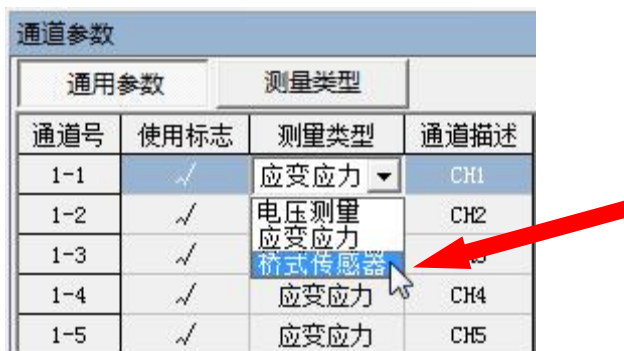 通道参数
通用参数 测量类型
通道号 使用标志 测量类型 通道描述
1-1 √ 应变应力 CH1
1-2 √ 电压测量 CH2
应变应力
1-3 √ 桥式传感器
1-4 √ 应变应力 CH4
1-5 √ 应变应力 CH5